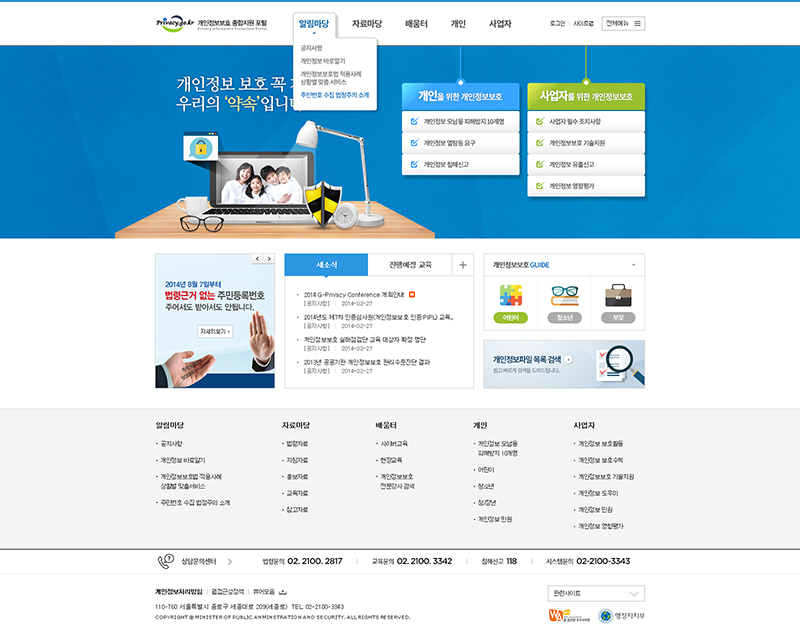 Privacy.go.kr 개인정보보호 종합지원 포털
Privacy Information Protection Portal
알림마당
자료마당
배움터
개인
사업자
로그인
사이트맵
전체메뉴
공지사항
개인정보 바로알기
개인정보보호법 적용사례
상황별 맞춤 서비스
주민번호 수집 법정주의 소개
개인정보 보호 꼭
우리의 '약속'입니
개인을 위한 개인정보보호
개인정보 오남용 피해방지 10계명
개인정보 열람등 요구
개인정보 침해신고
사업자를 위한 개인정보보호
사업자 필수 조치사항
개인정보보호 기술지원
개인정보 유출신고
개인정보 영향평가
2014년 8월 7일부터
법령근거 없는 주민등록번호
주어서도 받아서도 안됩니다.
자세히보기
새소식
진행예정 교육
2014 G-Privacy Conference 개최안내
[공지사항] 2014-02-27
2014년도 제7차 인증심사원(개인정보보호 인증(PIPL) 교육..
[공지사항] 2014-02-27
개인정보보호 실태점검단 교육 대상자 확정 명단
[공지사항] 2014-02-27
2013년 공공기관 개인정보보호 관리수준진단 결과
[공지사항] 2014-02-27
개인정보보호 GUIDE
어린이
청소년
부모
개인정보파일 목록 검색
쉽고 빠르게 검색을 도와드립니다.
알림마당
공지사항
개인정보 바로알기
개인정보보호법 적용사례
상황별 맞춤서비스
주민번호 수집 법정주의 소개
자료마당
법령자료
지침자료
홍보자료
교육자료
참고자료
배움터
사이버교육
현장교육
개인정보보호
전문강사 검색
개인
개인정보 오남용
피해방지 10계명
어린이
청소년
청/장년
개인정보 민원
사업자
개인정보 보호활동
개인정보 보호수칙
개인정보보호 기술지원
개인정보 도우미
개인정보 민원
개인정보 영향평가
상담문의센터
법령문의 02. 2100. 2817
교육문의 02. 2100. 3342
침해신고 118
시스템문의 02-2100-3343
개인정보처리방침
웹접근성정책
뷰어모음
110-760 서울특별시 종로구 세종대로 209(세종로) TEL. 02-2100-3343
COPYRIGHT © MINISTER OF PUBLIC ANMINSTRATION AND SECURITY. ALL RIGHTS RESERVED.
관련사이트
WA
행정자치부